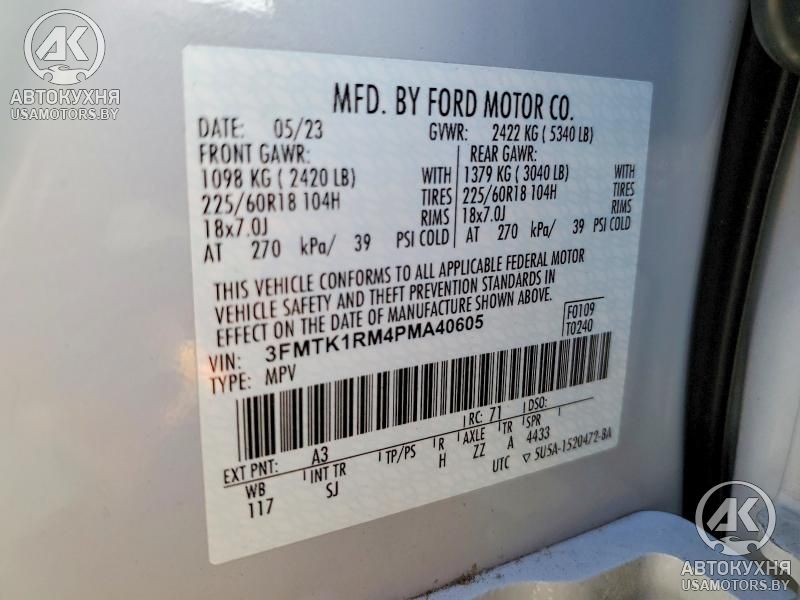 AK
АВТОКУХНЯ
USAMOTORS.BY
MFD. BY FORD MOTOR CO.
DATE: 05/23 GVWR: 2422 KG ( 5340 LB)
FRONT GAWR: REAR GAWR:
1098 KG ( 2420 LB) WITH 1379 KG ( 3040 LB) WITH
225/60R18 104H TIRES 225/60R18 104H TIRES
18x7.0J RIMS 18x7.0J RIMS
AT 270 kPa/ 39 PSI COLD AT 270 kPa/ 39 PSI COLD
THIS VEHICLE CONFORMS TO ALL APPLICABLE FEDERAL MOTOR
VEHICLE SAFETY AND THEFT PREVENTION STANDARDS IN
EFFECT ON THE DATE OF MANUFACTURE SHOWN ABOVE.
F0109
T0240
VIN: 3FMTK1RM4PMA40605
TYPE: MPV
RC: 71 DSO:
EXT PNT: A3 TP/PS R AXLE TR SPR
WB INT TR H ZZ A 4433
117 SJ UTC ▽ 5U5A-1520472-BA
AK
АВТОКУХНЯ
USAMOTORS.BY